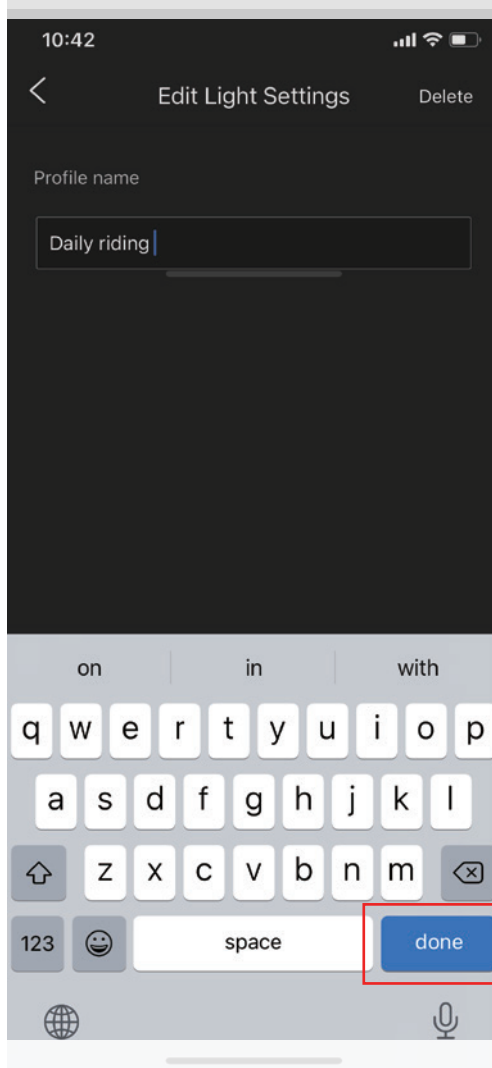 10:42
Edit Light Settings Delete
Profile name
Daily riding
on in with
q w e r t y u i o p
a s d f g h j k l
z x c v b n m
123 space done